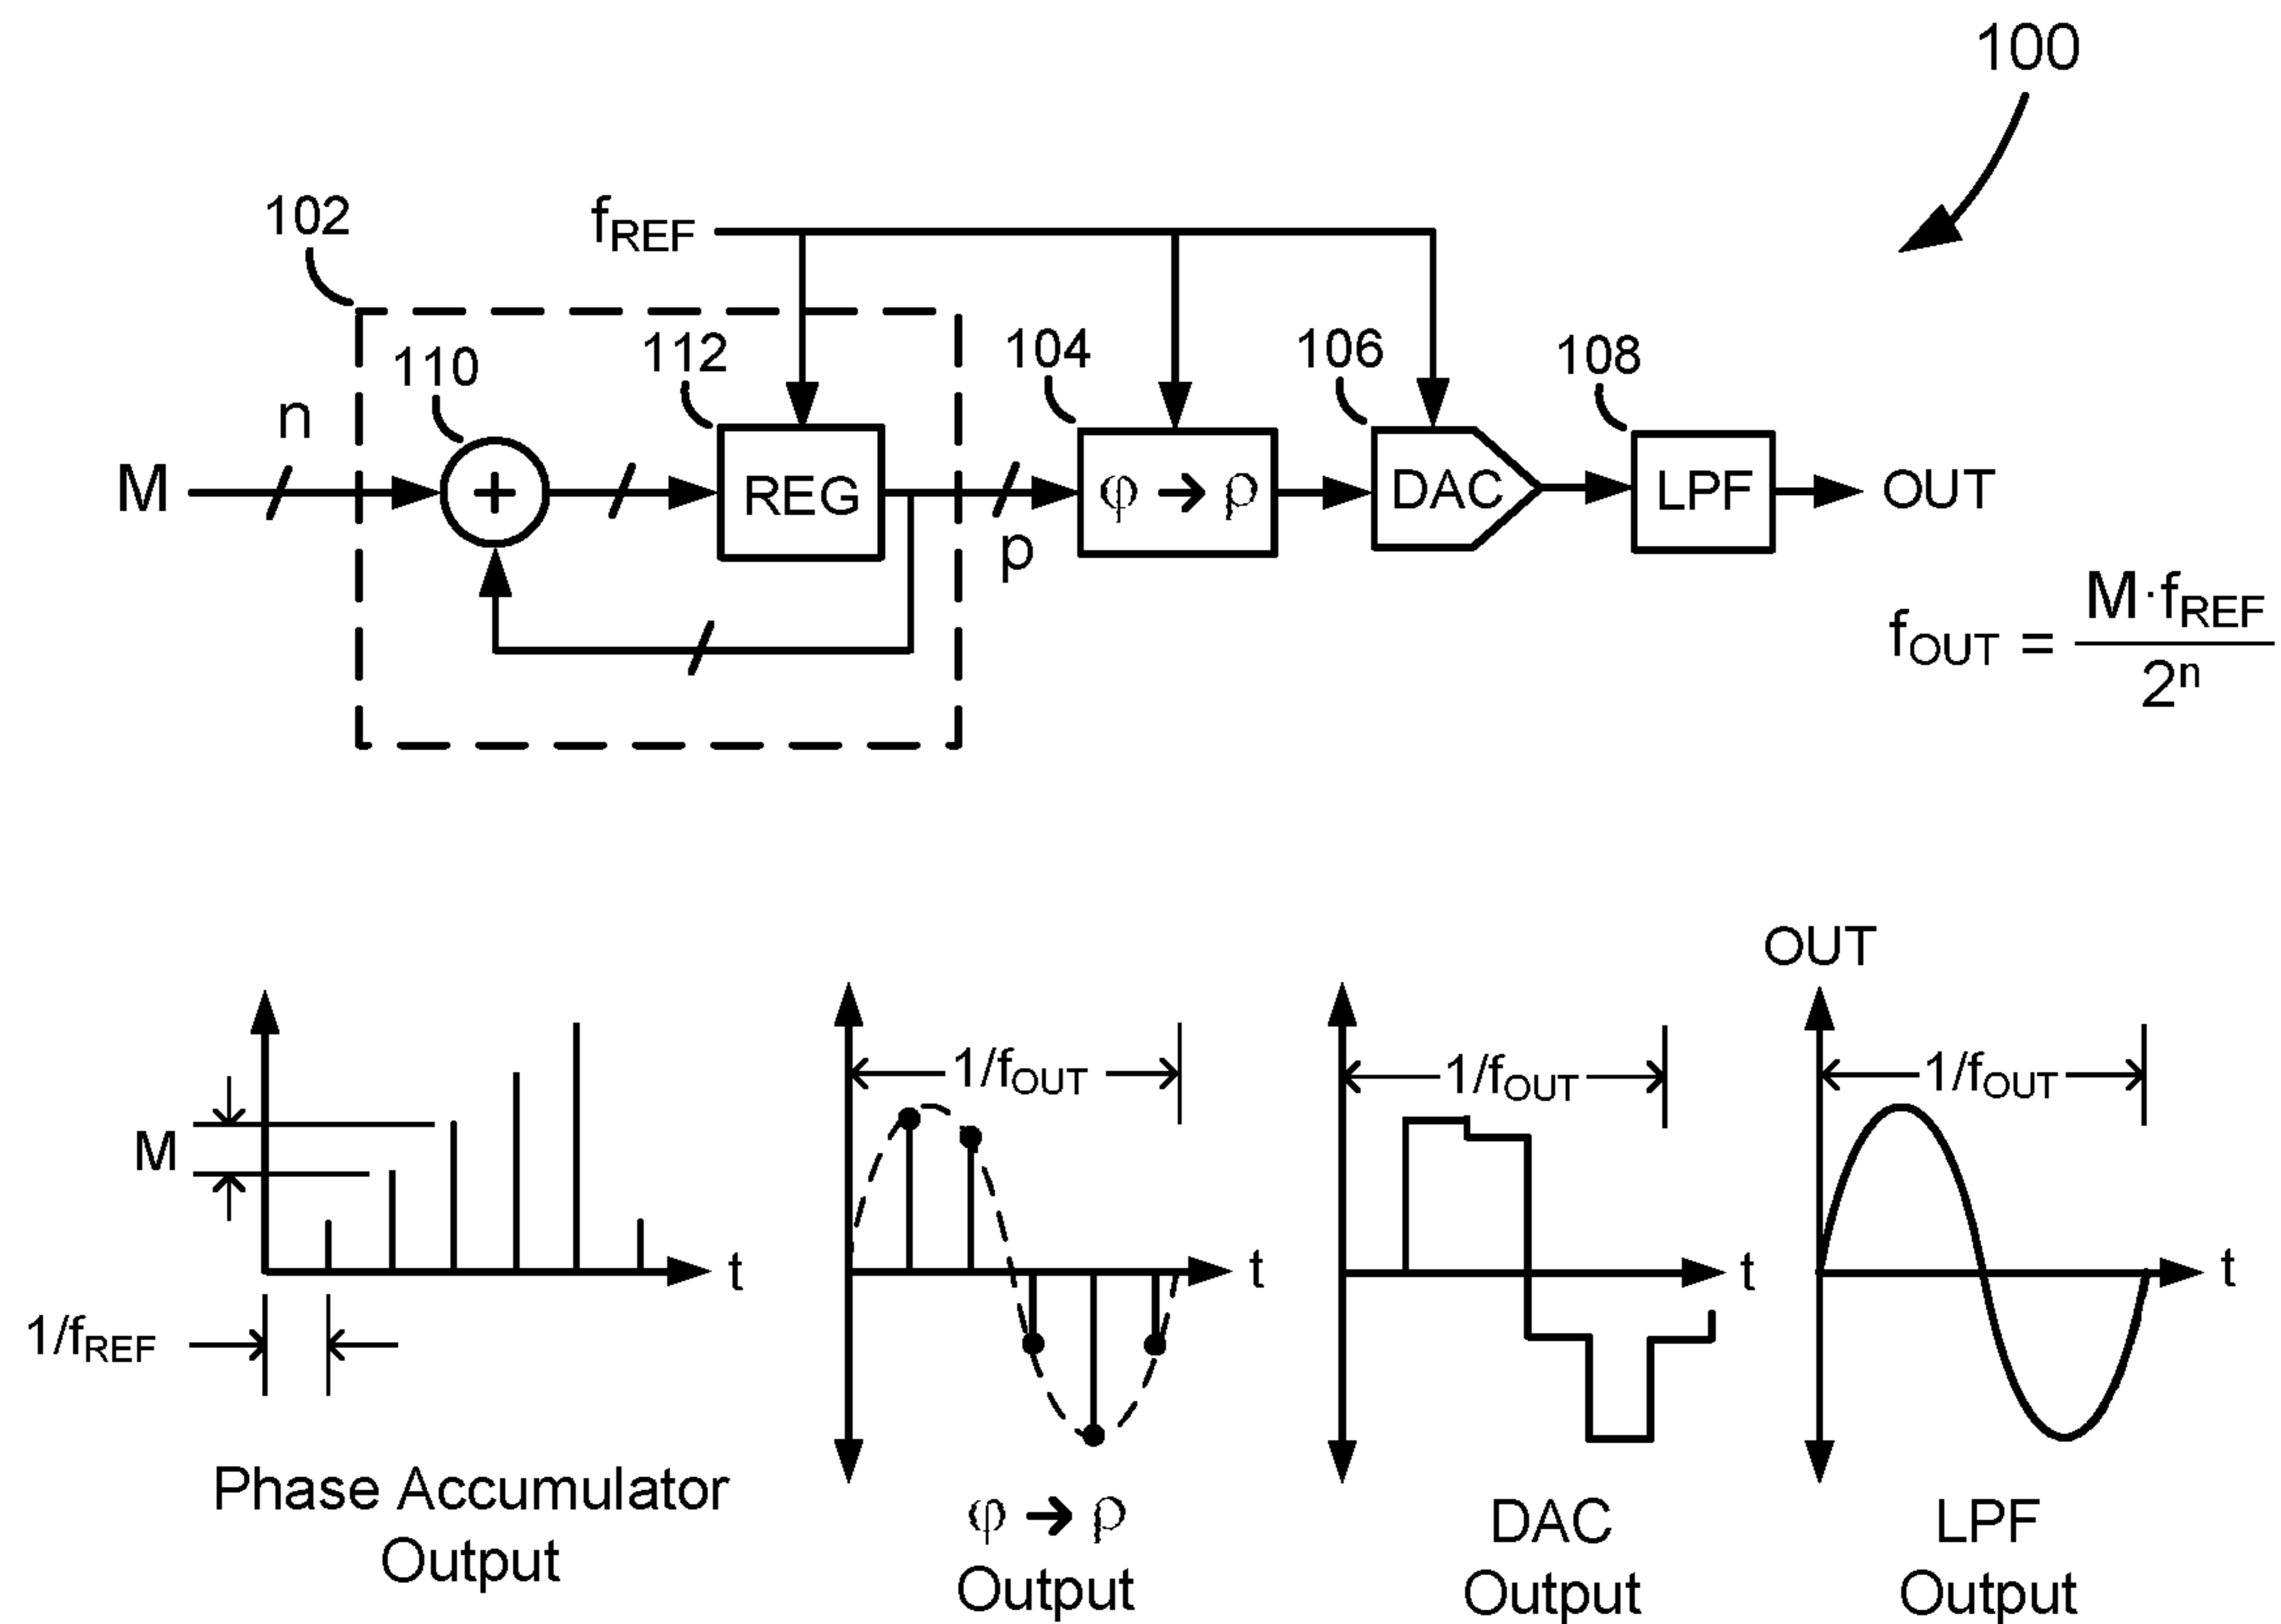 100
102
fREF
110
112
104
106
108
n
M
+
REG
φ → ρ
DAC
LPF
OUT
p
fOUT = M·fREF / 2ⁿ
OUT
1/fOUT
1/fOUT
1/fOUT
M
t
t
t
t
1/fREF
Phase Accumulator
Output
φ → ρ
Output
DAC
Output
LPF
Output